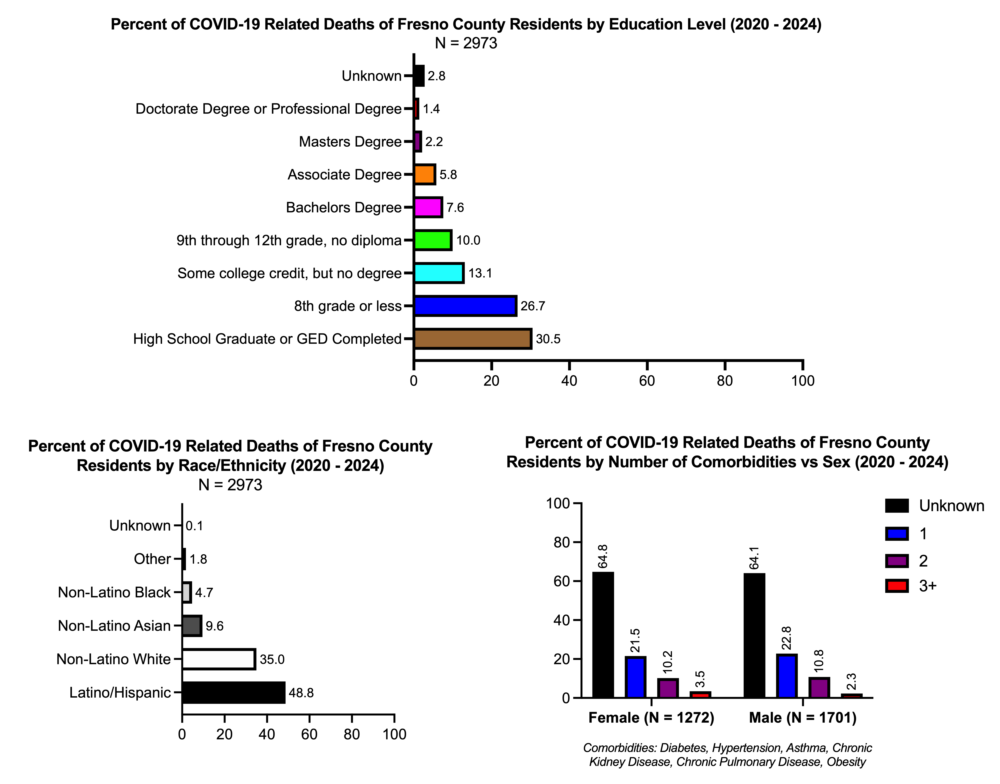 Percent of COVID-19 Related Deaths of Fresno County Residents by Education Level (2020 - 2024)
N = 2973
Unknown 2.8
Doctorate Degree or Professional Degree 1.4
Masters Degree 2.2
Associate Degree 5.8
Bachelors Degree 7.6
9th through 12th grade, no diploma 10.0
Some college credit, but no degree 13.1
8th grade or less 26.7
High School Graduate or GED Completed 30.5
0 20 40 60 80 100
Percent of COVID-19 Related Deaths of Fresno County
Residents by Race/Ethnicity (2020 - 2024)
N = 2973
Unknown 0.1
Other 1.8
Non-Latino Black 4.7
Non-Latino Asian 9.6
Non-Latino White 35.0
Latino/Hispanic 48.8
0 20 40 60 80 100
Percent of COVID-19 Related Deaths of Fresno County
Residents by Number of Comorbidities vs Sex (2020 - 2024)
100
80
60
40
20
0
64.8 21.5 10.2 3.5
64.1 22.8 10.8 2.3
Unknown
1
2
3+
Female (N = 1272) Male (N = 1701)
Comorbidities: Diabetes, Hypertension, Asthma, Chronic
Kidney Disease, Chronic Pulmonary Disease, Obesity